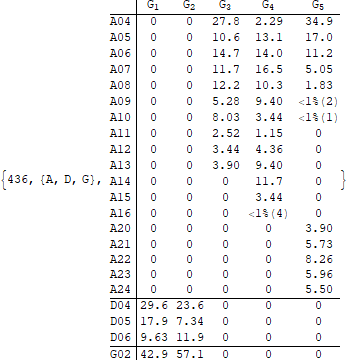 G1 G2 G3 G4 G5
A04 0 0 27.8 2.29 34.9
A05 0 0 10.6 13.1 17.0
A06 0 0 14.7 14.0 11.2
A07 0 0 11.7 16.5 5.05
A08 0 0 12.2 10.3 1.83
A09 0 0 5.28 9.40 <1%(2)
A10 0 0 8.03 3.44 <1%(1)
A11 0 0 2.52 1.15 0
A12 0 0 3.44 4.36 0
A13 0 0 3.90 9.40 0
{436, {A, D, G}, A14 0 0 0 11.7 0 }
A15 0 0 0 3.44 0
A16 0 0 0 <1%(4) 0
A20 0 0 0 0 3.90
A21 0 0 0 0 5.73
A22 0 0 0 0 8.26
A23 0 0 0 0 5.96
A24 0 0 0 0 5.50
D04 29.6 23.6 0 0 0
D05 17.9 7.34 0 0 0
D06 9.63 11.9 0 0 0
G02 42.9 57.1 0 0 0